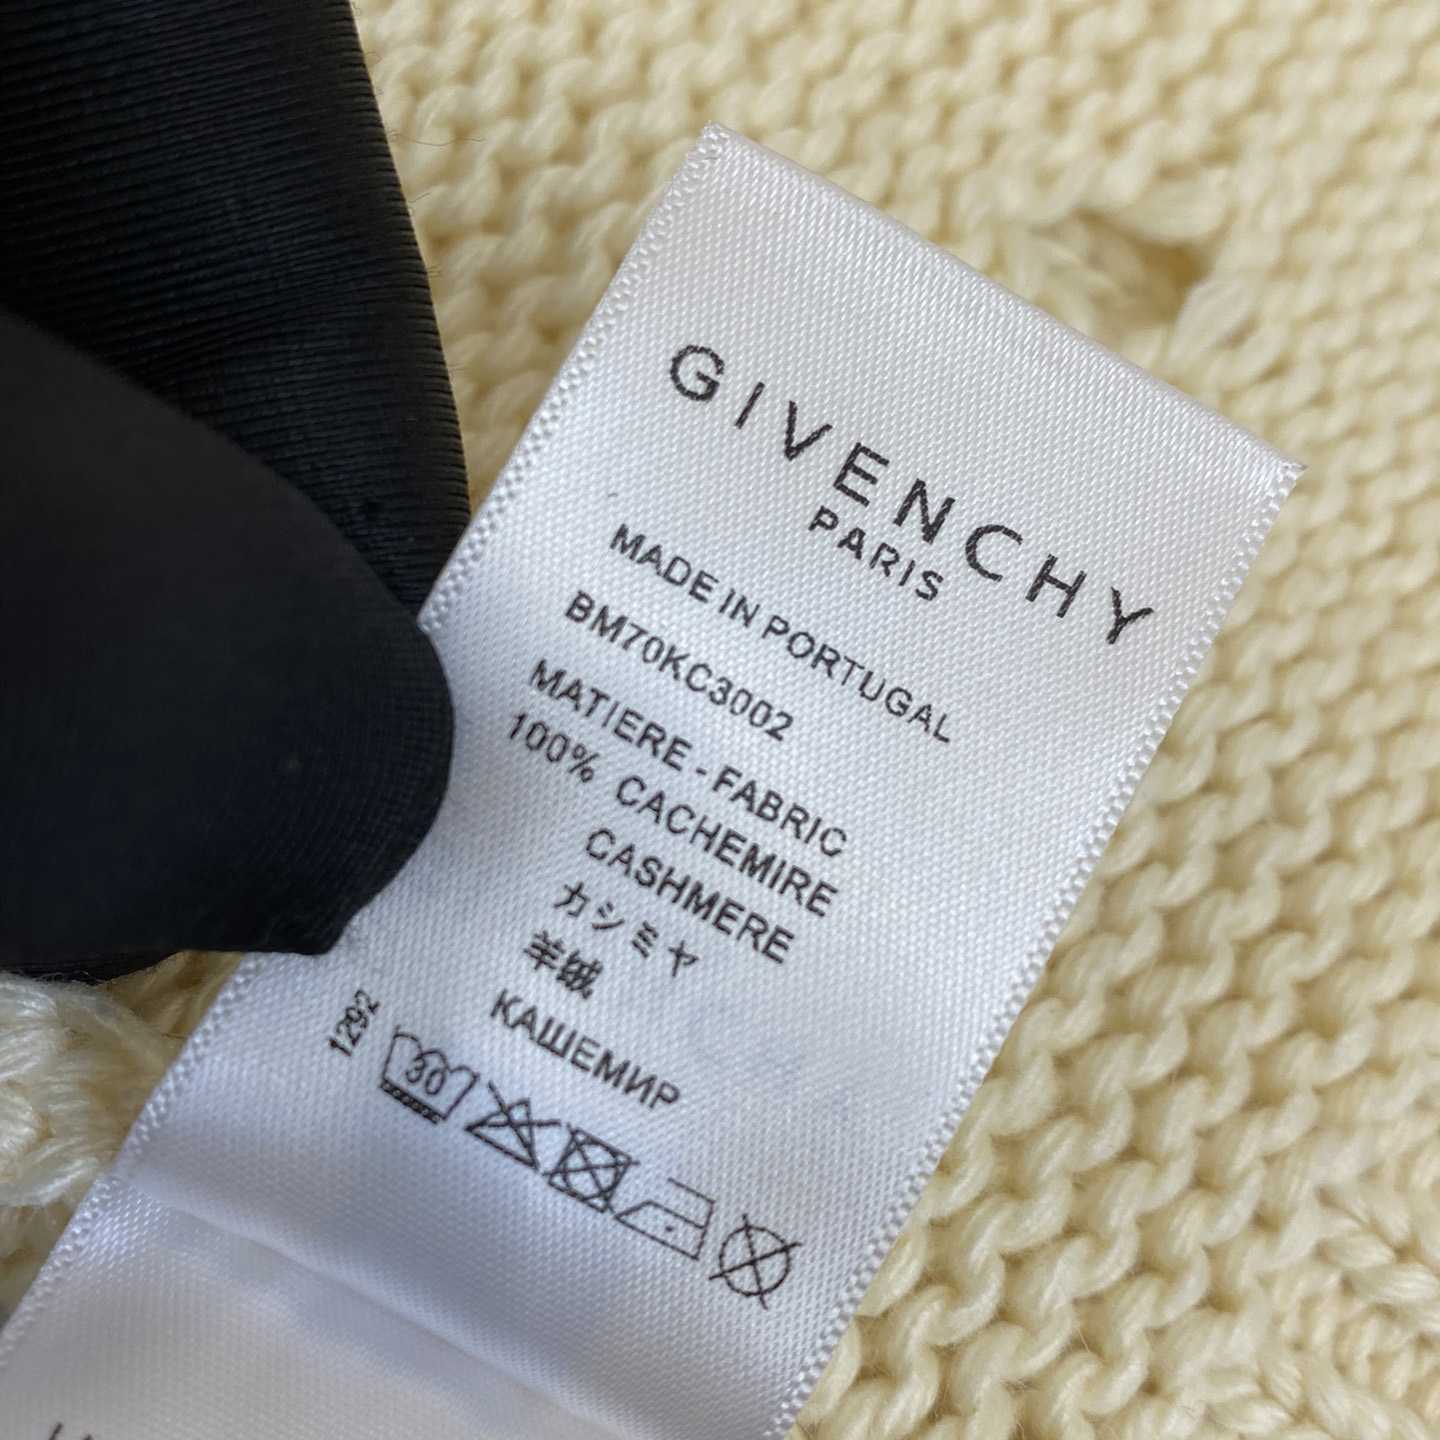 GIVENCHY
PARIS
MADE IN PORTUGAL
BM70KC3002
MATIERE - FABRIC
100% CACHEMIRE
CASHMERE
カシミヤ
羊绒
КАШЕМИР
1292
30